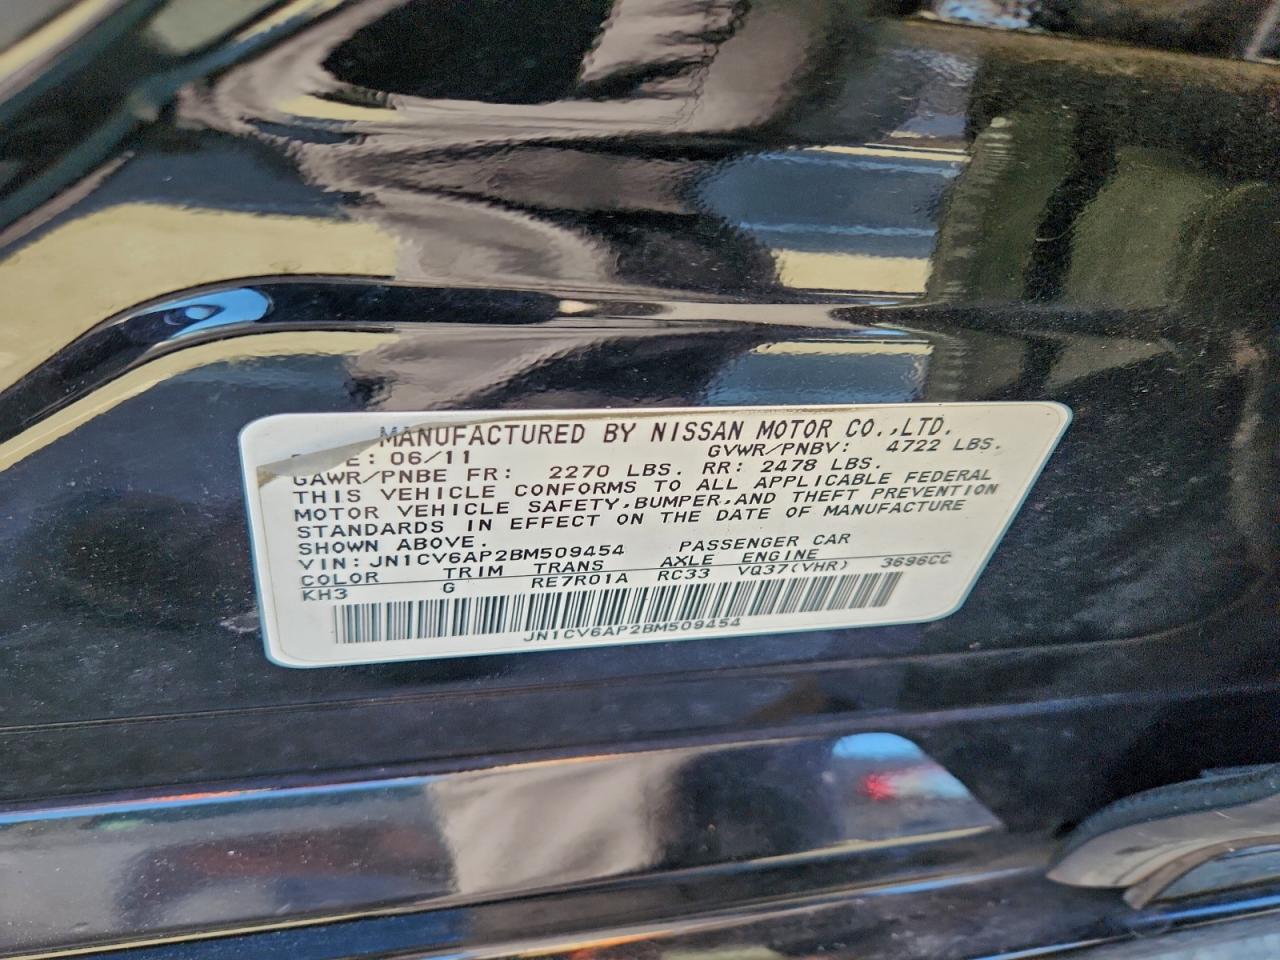 MANUFACTURED BY NISSAN MOTOR CO.,LTD.
: 06/11 GVWR/PNBV: 4722 LBS.
GAWR/PNBE FR: 2270 LBS. RR: 2478 LBS.
THIS VEHICLE CONFORMS TO ALL APPLICABLE FEDERAL
MOTOR VEHICLE SAFETY,BUMPER,AND THEFT PREVENTION
STANDARDS IN EFFECT ON THE DATE OF MANUFACTURE
SHOWN ABOVE.
VIN: JN1CV6AP2BM509454 PASSENGER CAR
COLOR TRIM TRANS AXLE ENGINE
KH3 G RE7R01A RC33 VQ37(VHR) 3696CC
JN1CV6AP2BM509454